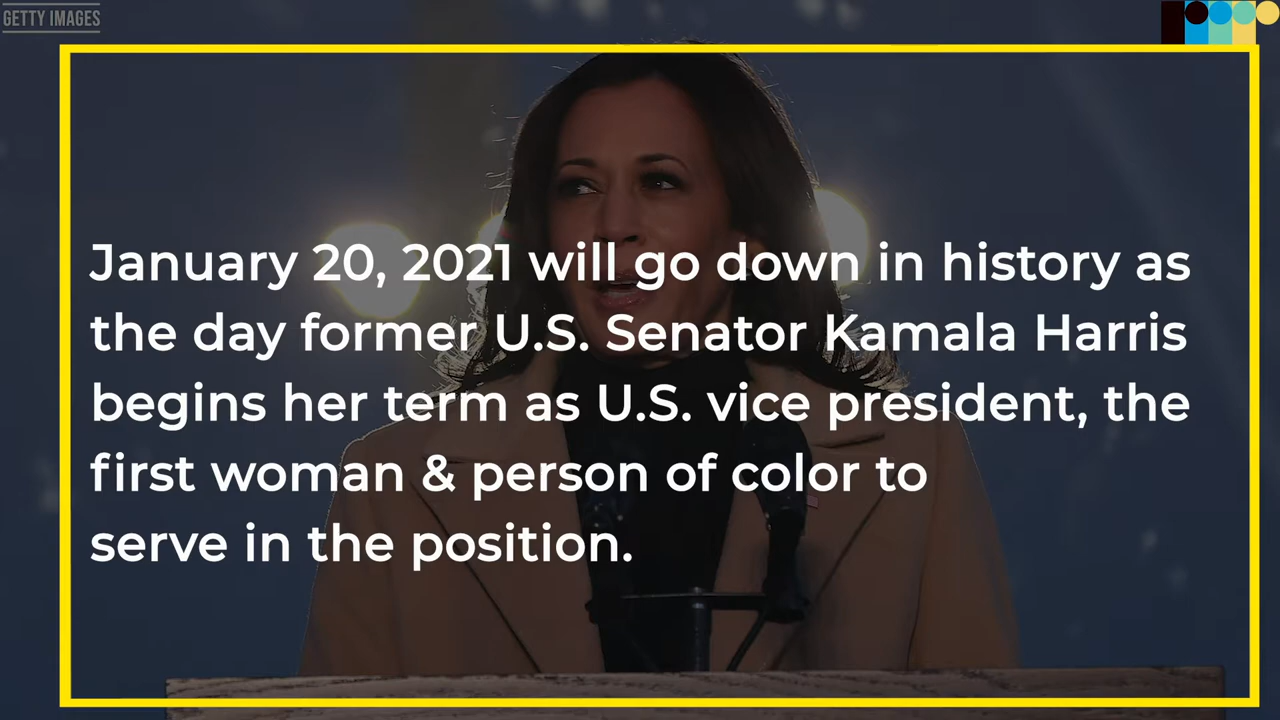 GETTY IMAGES
January 20, 2021 will go down in history as
the day former U.S. Senator Kamala Harris
begins her term as U.S. vice president, the
first woman & person of color to
serve in the position.